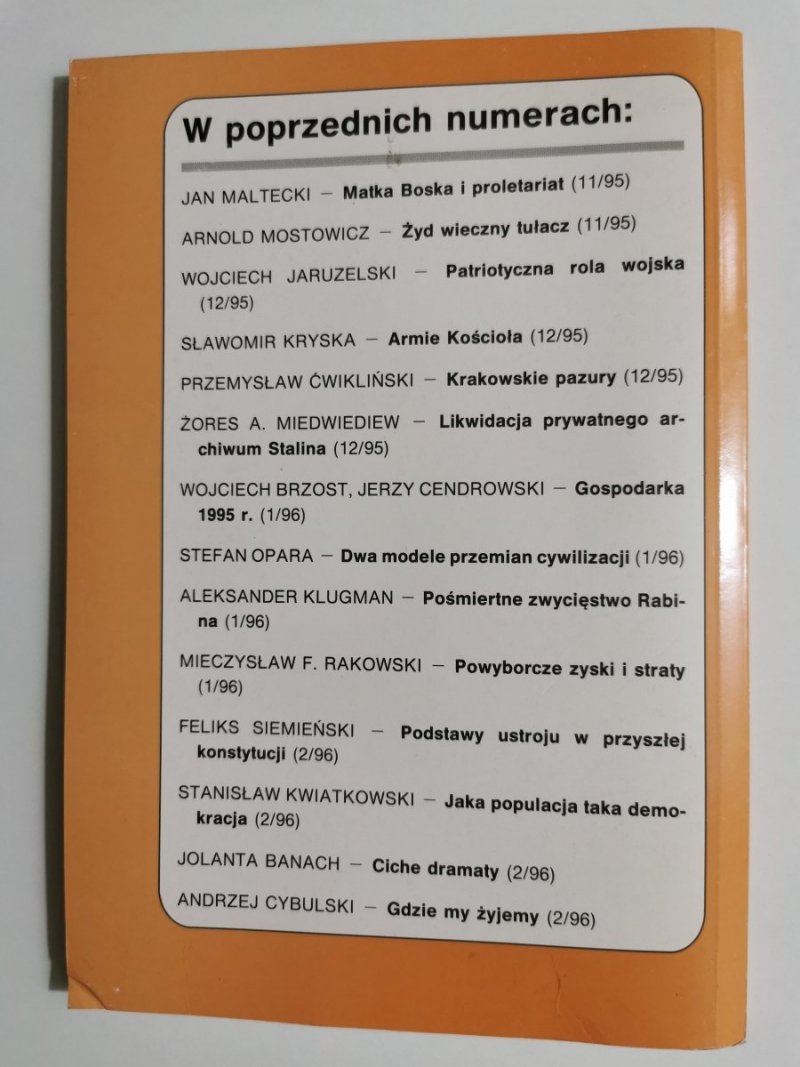 W poprzednich numerach:
JAN MALTECKI — Matka Boska i proletariat (11/95)
ARNOLD MOSTOWICZ — Żyd wieczny tułacz (11/95)
WOJCIECH JARUZELSKI — Patriotyczna rola wojska
(12/95)
SŁAWOMIR KRYSKA — Armie Kościoła (12/95)
PRZEMYSŁAW ĆWIKLIŃSKI — Krakowskie pazury (12/95)
ŻORES A. MIEDWIEDIEW — Likwidacja prywatnego ar-
chiwum Stalina (12/95)
WOJCIECH BRZOST, JERZY CENDROWSKI — Gospodarka
1995 r. (1/96)
STEFAN OPARA — Dwa modele przemian cywilizacji (1/96)
ALEKSANDER KLUGMAN — Pośmiertne zwycięstwo Rabi-
na (1/96)
MIECZYSŁAW F. RAKOWSKI — Powyborcze zyski i straty
(1/96)
FELIKS SIEMIEŃSKI — Podstawy ustroju w przyszłej
konstytucji (2/96)
STANISŁAW KWIATKOWSKI — Jaka populacja taka demo-
kracja (2/96)
JOLANTA BANACH — Ciche dramaty (2/96)
ANDRZEJ CYBULSKI — Gdzie my żyjemy (2/96)